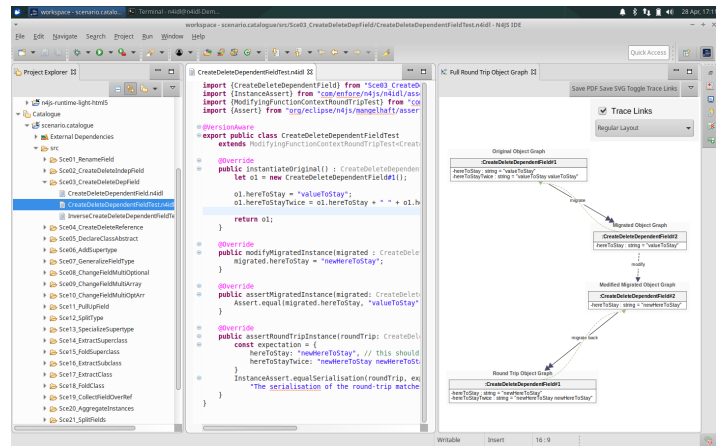 workspace - scenario.catalo...
Terminal - n4idl@n4idl-Dem...
28 Apr, 17:11
workspace - scenario.catalogue/src/Sce03_CreateDeleteDepField/CreateDeleteDependentFieldTest.n4idl - N4JS IDE
File Edit Navigate Search Project Run Window Help
Quick Access
Project Explorer
n4js-runtime-light-html5
Catalogue
scenario.catalogue
External Dependencies
src
Sce01_RenameField
Sce02_CreateDeleteIndepField
Sce03_CreateDeleteDepField
CreateDeleteDependentField.n4idl
CreateDeleteDependentFieldTest.n4idl
InverseCreateDeleteDependentFieldTe
Sce04_CreateDeleteReference
Sce05_DeclareClassAbstract
Sce06_AddSupertype
Sce07_GeneralizeFieldType
Sce08_ChangeFieldMultiOptional
Sce09_ChangeFieldMultiArray
Sce10_ChangeFieldMultiOptArr
Sce11_PullUpField
Sce12_SplitType
Sce13_SpecializeSupertype
Sce14_ExtractSuperclass
Sce15_FoldSuperclass
Sce16_ExtractSubclass
Sce17_ExtractClass
Sce18_FoldClass
Sce19_CollectFieldOverRef
Sce20_AggregateInstances
Sce21_SplitFields
CreateDeleteDependentFieldTest.n4idl
import {CreateDeleteDependentField} from "Sce03_CreateD
import {InstanceAssert} from "com/enfore/n4js/n4idl/ass
import {ModifyingFunctionContextRoundTripTest} from "co
import {Assert} from "org/eclipse/n4js/mangelhaft/asser
@VersionAware
export public class CreateDeleteDependentFieldTest
extends ModifyingFunctionContextRoundTripTest<Creat
@Override
public instantiateOriginal() : CreateDeleteDependen
let o1 = new CreateDeleteDependentField#1();
o1.hereToStay = "valueToStay";
o1.hereToStayTwice = o1.hereToStay + " " + o1.he
return o1;
}
@Override
public modifyMigratedInstance(migrated : CreateDele
migrated.hereToStay = "newHereToStay";
}
@Override
public assertMigratedInstance(migrated: CreateDelet
Assert.equal(migrated.hereToStay, "valueToStay"
}
@Override
public assertRoundTripInstance(roundTrip: CreateDel
const expectation = {
hereToStay: "newHereToStay", // this should
hereToStayTwice: "newHereToStay newHereToSt
}
InstanceAssert.equalSerialisation(roundTrip, exp
"The serialisation of the round-trip matche
}
}
Full Round Trip Object Graph
Save PDF Save SVG Toggle Trace Links
Trace Links
Regular Layout
Original Object Graph
:CreateDeleteDependentField#1
-hereToStay : string = "valueToStay"
-hereToStayTwice : string = "valueToStay valueToStay"
migrate
Migrated Object Graph
:CreateDeleteDependentField#2
-hereToStay : string = "valueToStay"
modify
Modified Migrated Object Graph
:CreateDeleteDependentField#2
-hereToStay : string = "newHereToStay"
migrate back
Round Trip Object Graph
:CreateDeleteDependentField#1
-hereToStay : string = "newHereToStay"
-hereToStayTwice : string = "newHereToStay newHereToStay"
Writable Insert 16 : 9